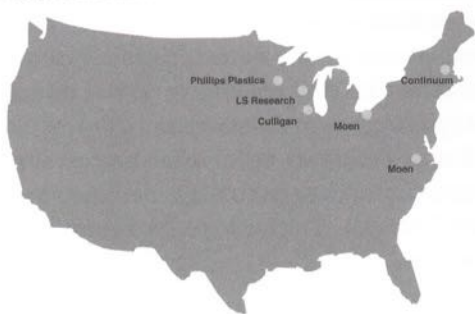 Phillips Plastics
Continuum
LS Research
Culligan
Moen
Moen